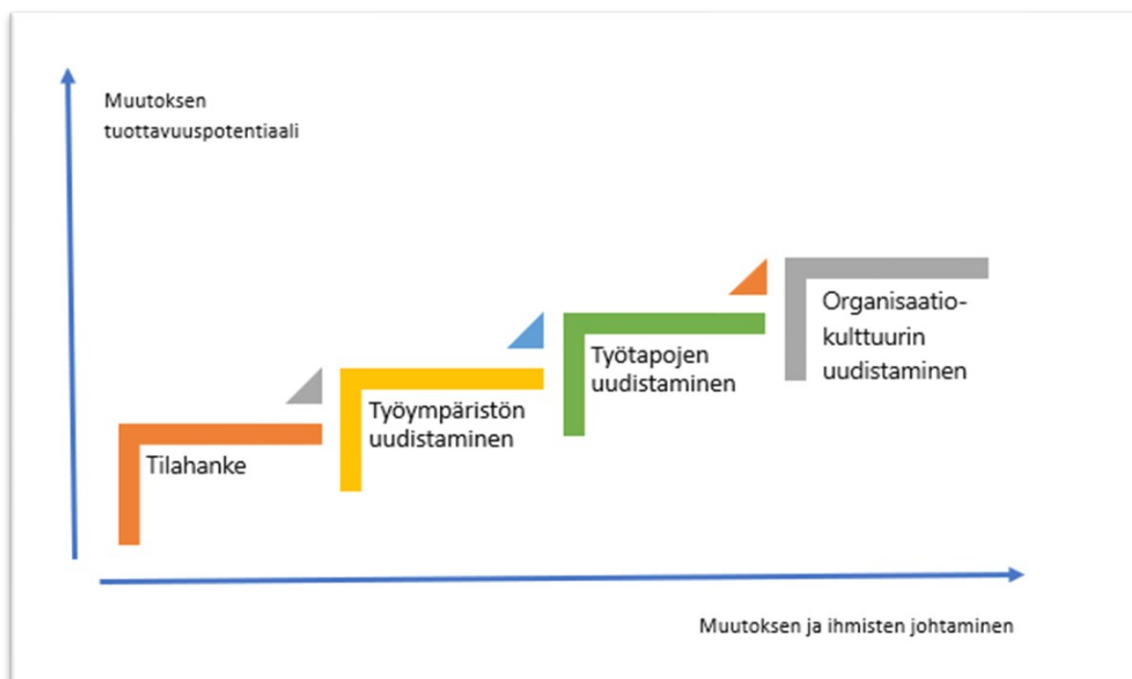 Muutoksen
tuottavuuspotentiaali
Organisaatio-
kulttuurin
uudistaminen
Työtapojen
uudistaminen
Työympäristön
uudistaminen
Tilahanke
Muutoksen ja ihmisten johtaminen